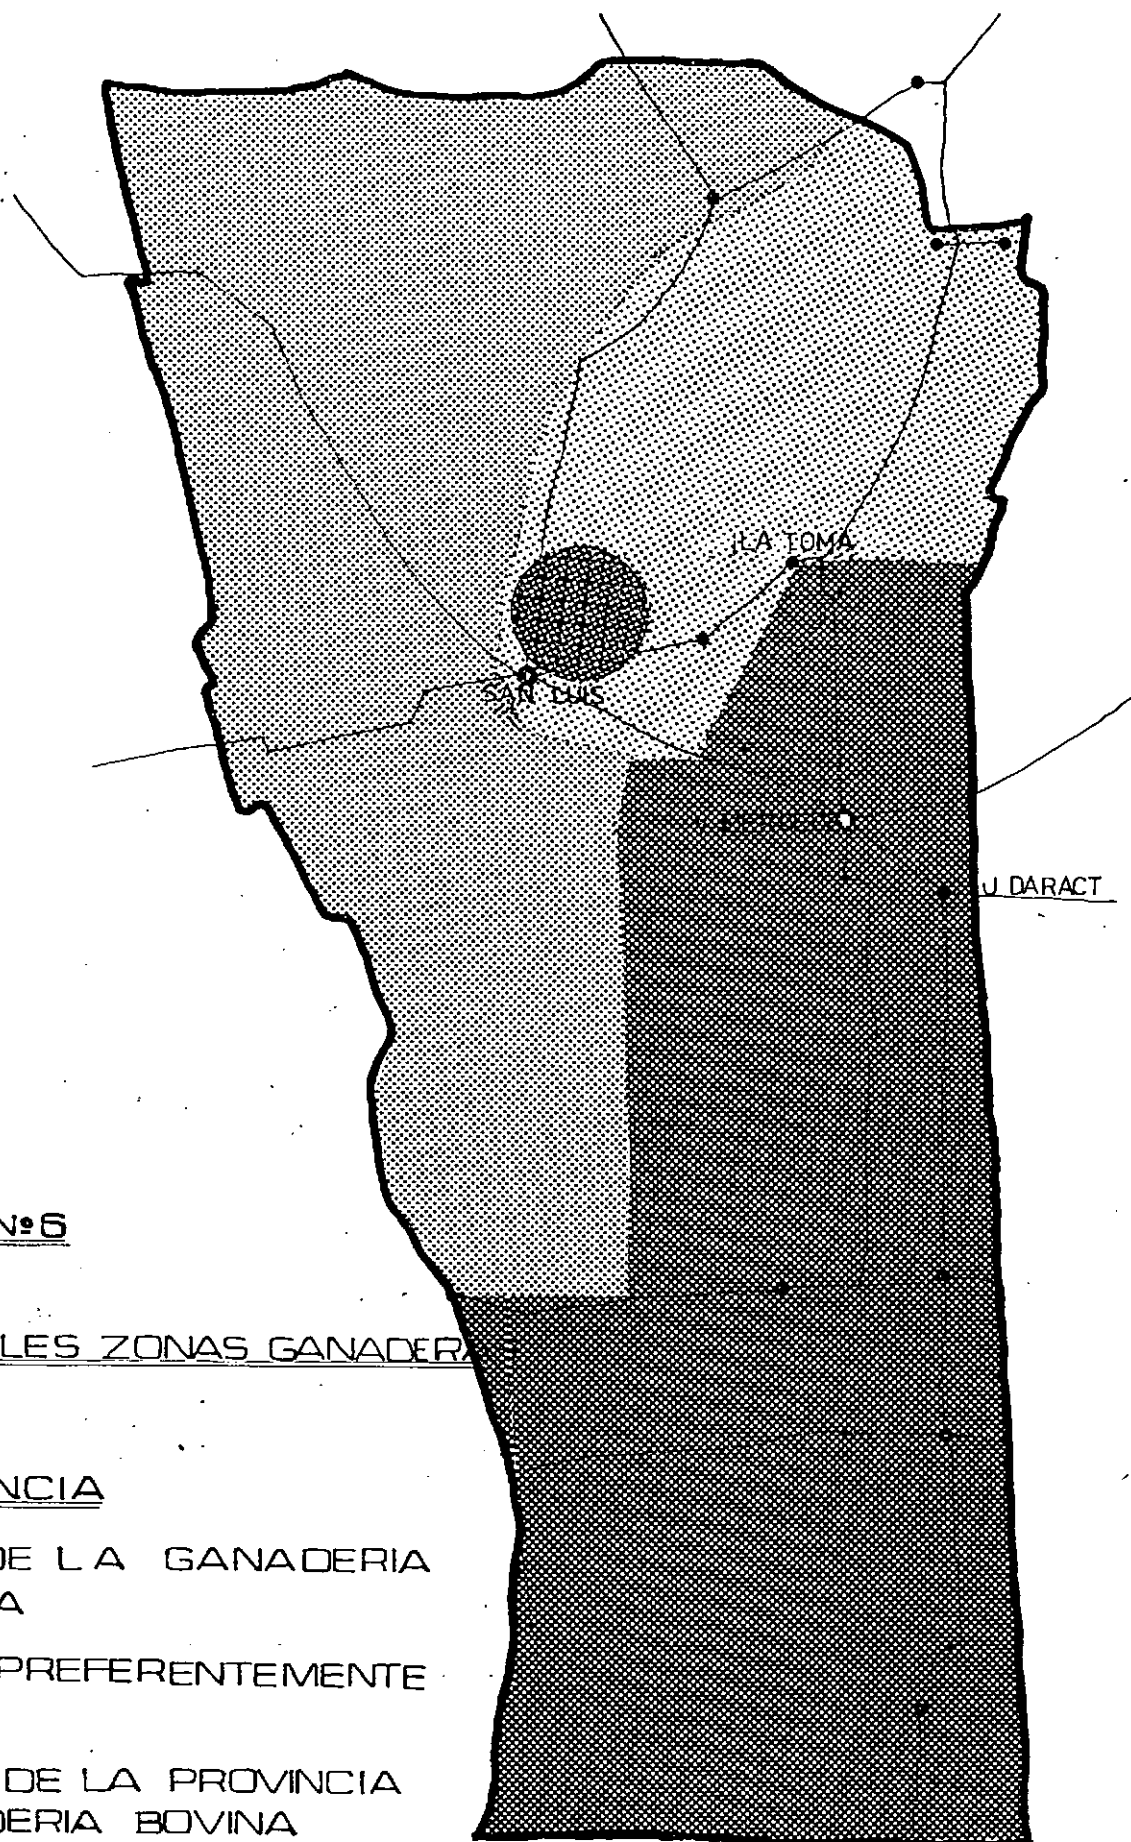 LA TOMA
SAN LUIS
J DARACT
Nº6
LES ZONAS GANADERA
NCIA
DE LA GANADERIA
A
PREFERENTEMENTE
DE LA PROVINCIA
DERIA BOVINA